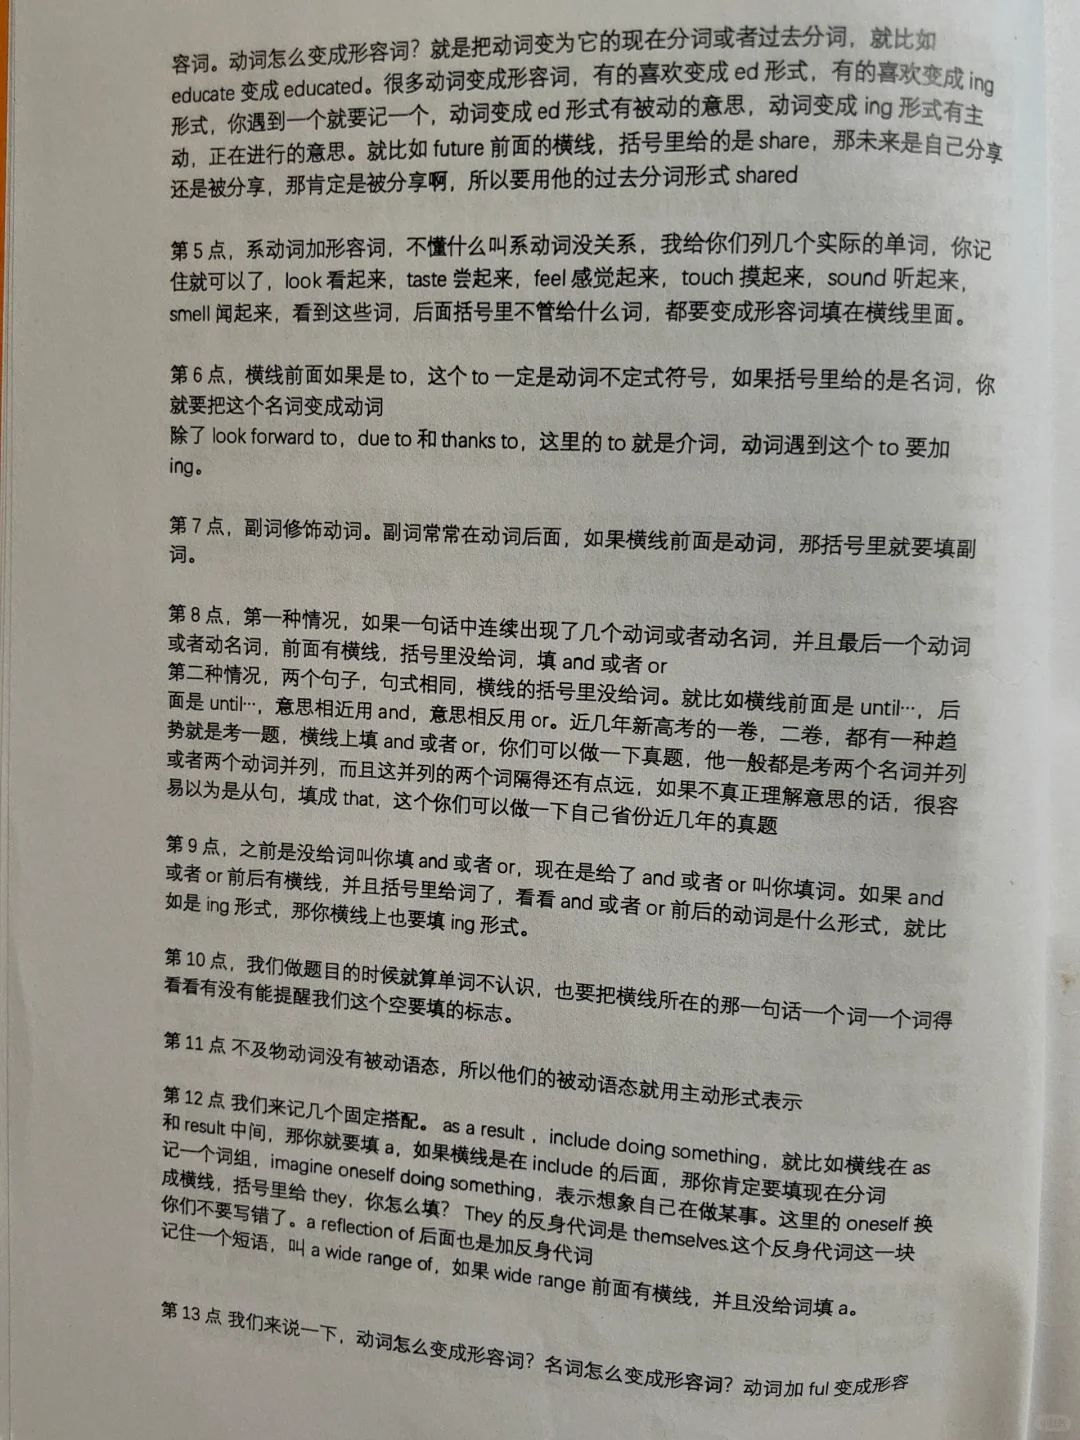 容词。动词怎么变成形容词？就是把动词变为它的现在分词或者过去分词，就比如
educate 变成 educated。很多动词变成形容词，有的喜欢变成 ed 形式，有的喜欢变成 ing
形式，你遇到一个就要记一个，动词变成 ed 形式有被动的意思，动词变成 ing 形式有主
动，正在进行的意思。就比如 future 前面的横线，括号里给的是 share，那未来是自己分享
还是被分享，那肯定是被分享啊，所以要用他的过去分词形式 shared
第 5 点，系动词加形容词，不懂什么叫系动词没关系，我给你们列几个实际的单词，你记
住就可以了，look 看起来，taste 尝起来，feel 感觉起来，touch 摸起来，sound 听起来，
smell 闻起来，看到这些词，后面括号里不管给什么词，都要变成形容词填在横线里面。
第 6 点，横线前面如果是 to，这个 to 一定是动词不定式符号，如果括号里给的是名词，你
就要把这个名词变成动词
除了 look forward to，due to 和 thanks to，这里的 to 就是介词，动词遇到这个 to 要加
ing。
第 7 点，副词修饰动词。副词常常在动词后面，如果横线前面是动词，那括号里就要填副
词。
第 8 点，第一种情况，如果一句话中连续出现了几个动词或者动名词，并且最后一个动词
或者动名词，前面有横线，括号里没给词，填 and 或者 or
第二种情况，两个句子，句式相同，横线的括号里没给词。就比如横线前面是 until…，后
面是 until…，意思相近用 and，意思相反用 or。近几年新高考的一卷，二卷，都有一种趋
势就是考一题，横线上填 and 或者 or，你们可以做一下真题，他一般都是考两个名词并列
或者两个动词并列，而且这并列的两个词隔得还有点远，如果不真正理解意思的话，很容
易以为是从句，填成 that，这个你们可以做一下自己省份近几年的真题
第 9 点，之前是没给词叫你填 and 或者 or，现在是给了 and 或者 or 叫你填词。如果 and
或者 or 前后有横线，并且括号里给词了，看看 and 或者 or 前后的动词是什么形式，就比
如是 ing 形式，那你横线上也要填 ing 形式。
第 10 点，我们做题目的时候就算单词不认识，也要把横线所在的那一句话一个词一个词得
看看有没有能提醒我们这个空要填的标志。
第 11 点 不及物动词没有被动语态，所以他们的被动语态就用主动形式表示
第 12 点 我们来记几个固定搭配。 as a result ，include doing something，就比如横线在 as
和 result 中间，那你就要填 a，如果横线是在 include 的后面，那你肯定要填现在分词
记一个词组，imagine oneself doing something，表示想象自己在做某事。这里的 oneself 换
成横线，括号里给 they，你怎么填？ They 的反身代词是 themselves.这个反身代词这一块
你们不要写错了。a reflection of 后面也是加反身代词
记住一个短语，叫 a wide range of，如果 wide range 前面有横线，并且没给词填 a。
第 13 点 我们来说一下，动词怎么变成形容词？名词怎么变成形容词？动词加 ful 变成形容